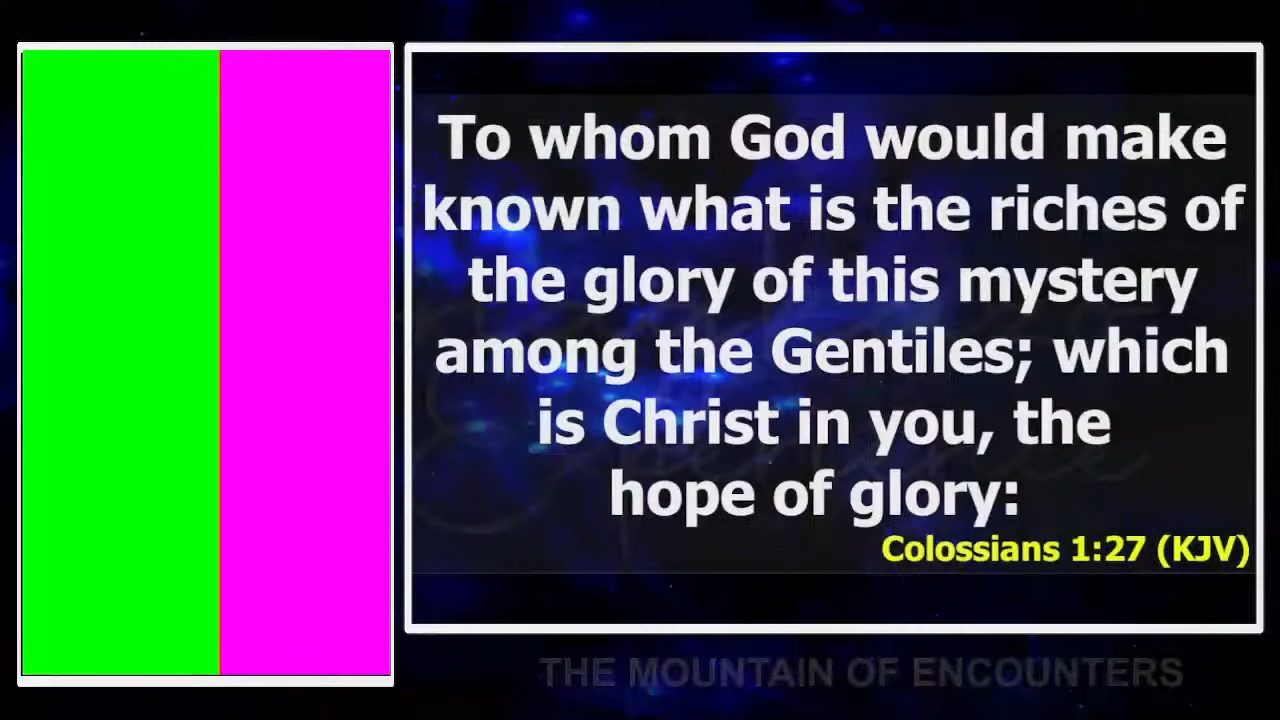 To whom God would make
known what is the riches of
the glory of this mystery
among the Gentiles; which
is Christ in you, the
hope of glory:
Colossians 1:27 (KJV)
THE MOUNTAIN OF ENCOUNTERS